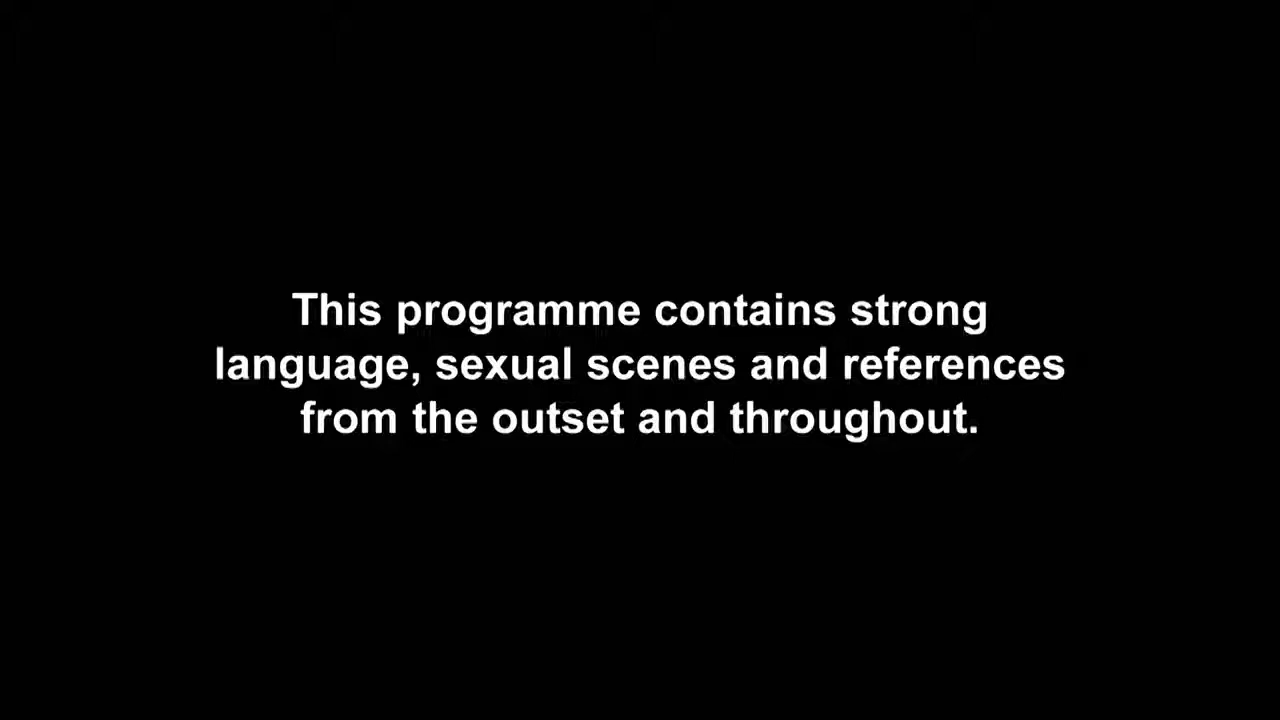 This programme contains strong
language, sexual scenes and references
from the outset and throughout.